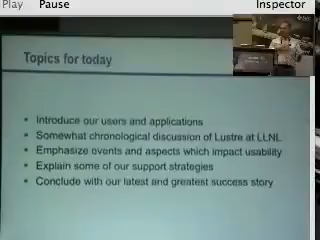 Play Pause Inspector
Topics for today
Introduce our users and applications
Somewhat chronological discussion of Lustre at LLNL
Emphasize events and aspects which impact usability
Explain some of our support strategies
Conclude with our latest and greatest success story